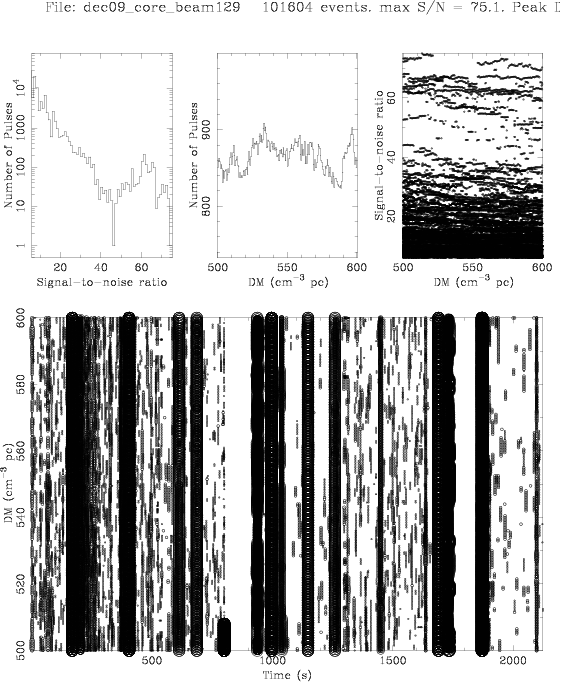 File: dec09_core_beam129 101604 events. max S/N = 75.1. Peak D
Number of Pulses
10⁴
1000
100
10
1
20 40 60
Signal−to−noise ratio
Number of Pulses
900
800
500 550 600
DM (cm⁻³ pc)
Signal−to−noise ratio
60
40
20
500 550 600
DM (cm⁻³ pc)
DM (cm⁻³ pc)
600
580
560
540
520
500
500 1000 1500 2000
Time (s)